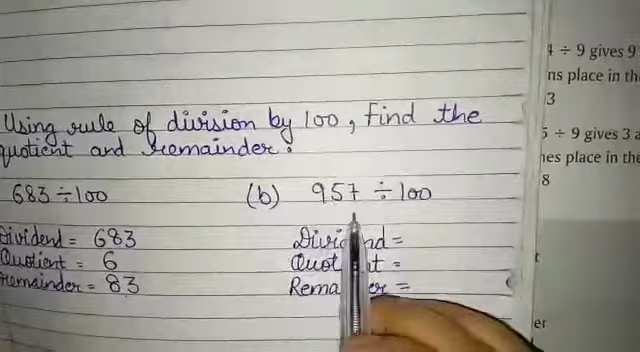 Using rule of division by 100, find the
quotient and remainder.
683 ÷ 100
(b) 957 ÷ 100
Dividend = 683
Quotient = 6
Remainder = 83
Dividend =
Quot t =
Rema er =
4 ÷ 9 gives 9
ns place in th
3
5 ÷ 9 gives 3 a
nes place in the
8
t
er